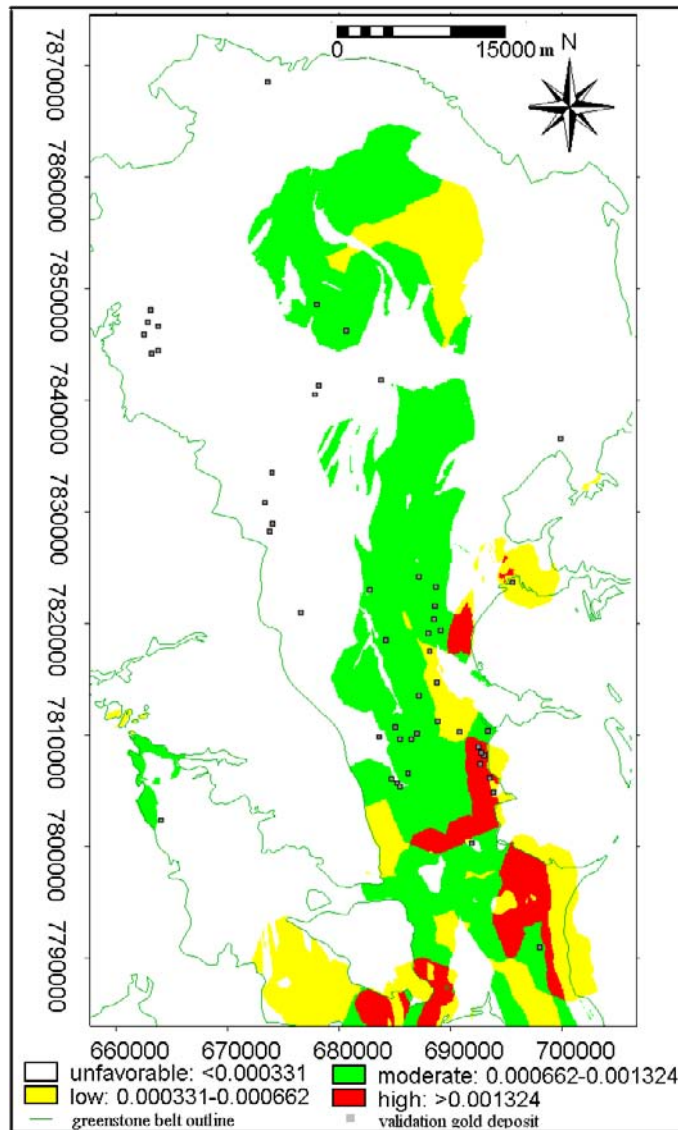 0 15000 m
N
7870000
7860000
7850000
7840000
7830000
7820000
7810000
7800000
7790000
660000 670000 680000 690000 700000
unfavorable: <0.000331 moderate: 0.000662-0.001324
low: 0.000331-0.000662 high: >0.001324
greenstone belt outline validation gold deposit